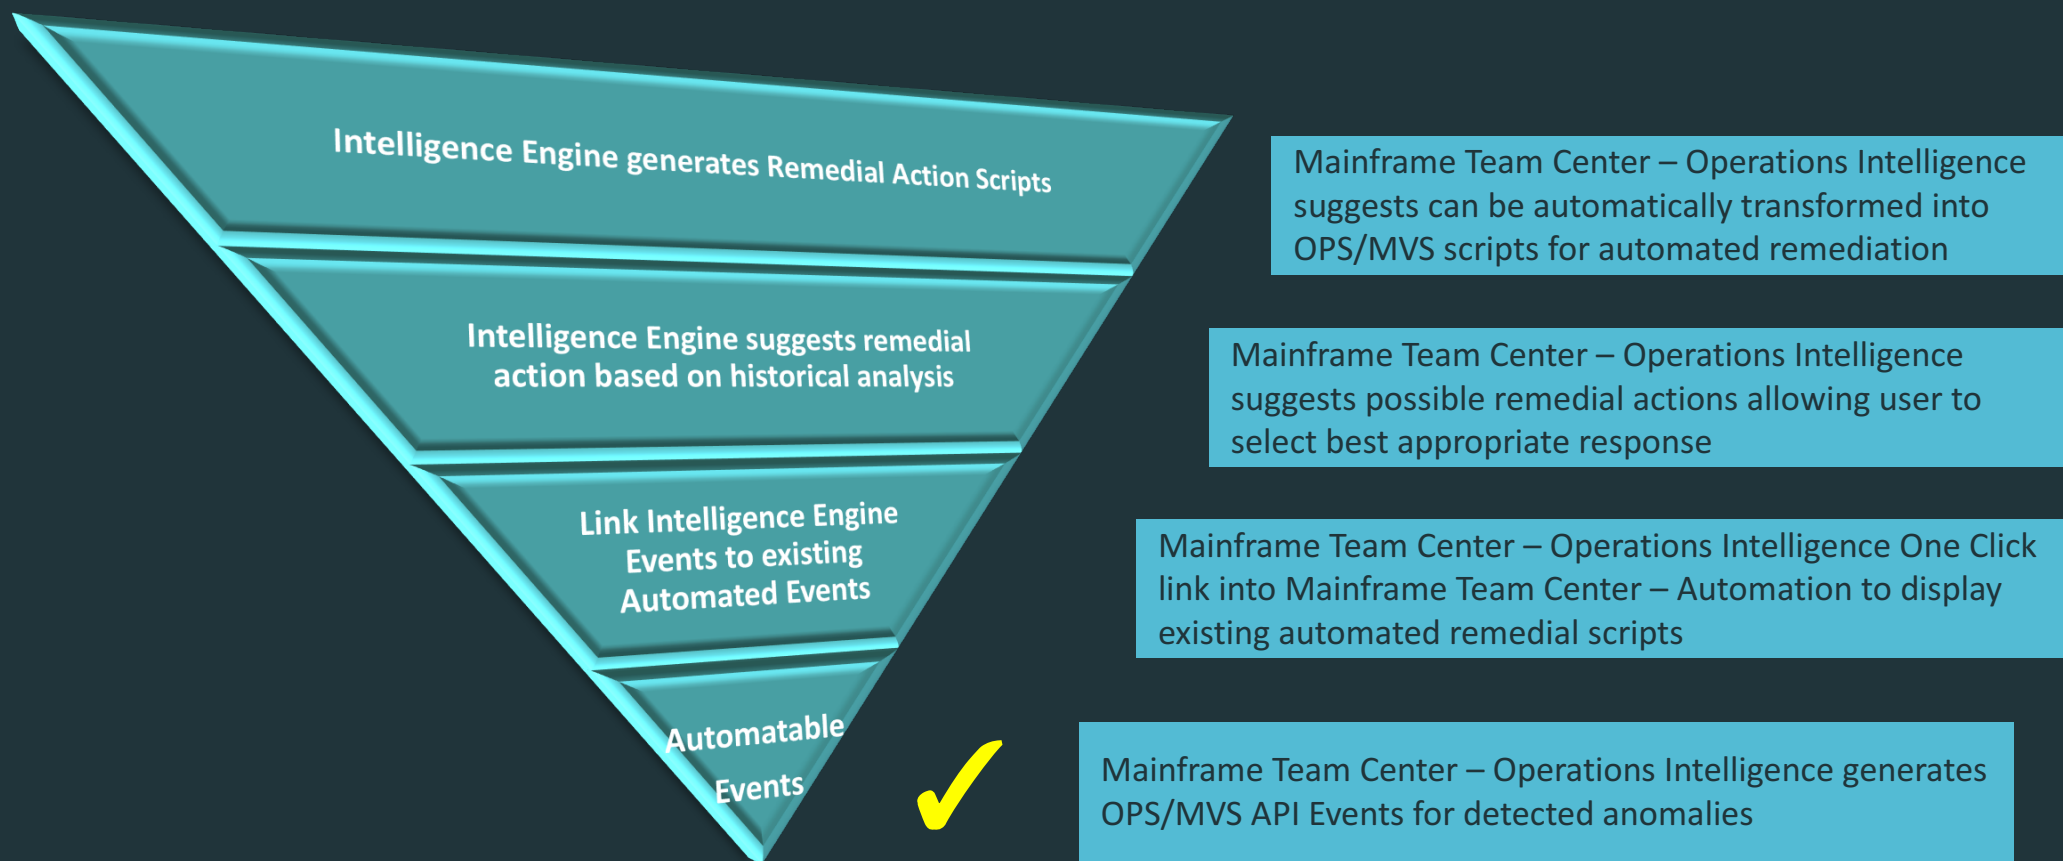 Intelligence Engine generates Remedial Action Scripts
Mainframe Team Center – Operations Intelligence
suggests can be automatically transformed into
OPS/MVS scripts for automated remediation
Intelligence Engine suggests remedial
action based on historical analysis
Mainframe Team Center – Operations Intelligence
suggests possible remedial actions allowing user to
select best appropriate response
Link Intelligence Engine
Events to existing
Automated Events
Mainframe Team Center – Operations Intelligence One Click
link into Mainframe Team Center – Automation to display
existing automated remedial scripts
Automatable
Events
Mainframe Team Center – Operations Intelligence generates
OPS/MVS API Events for detected anomalies